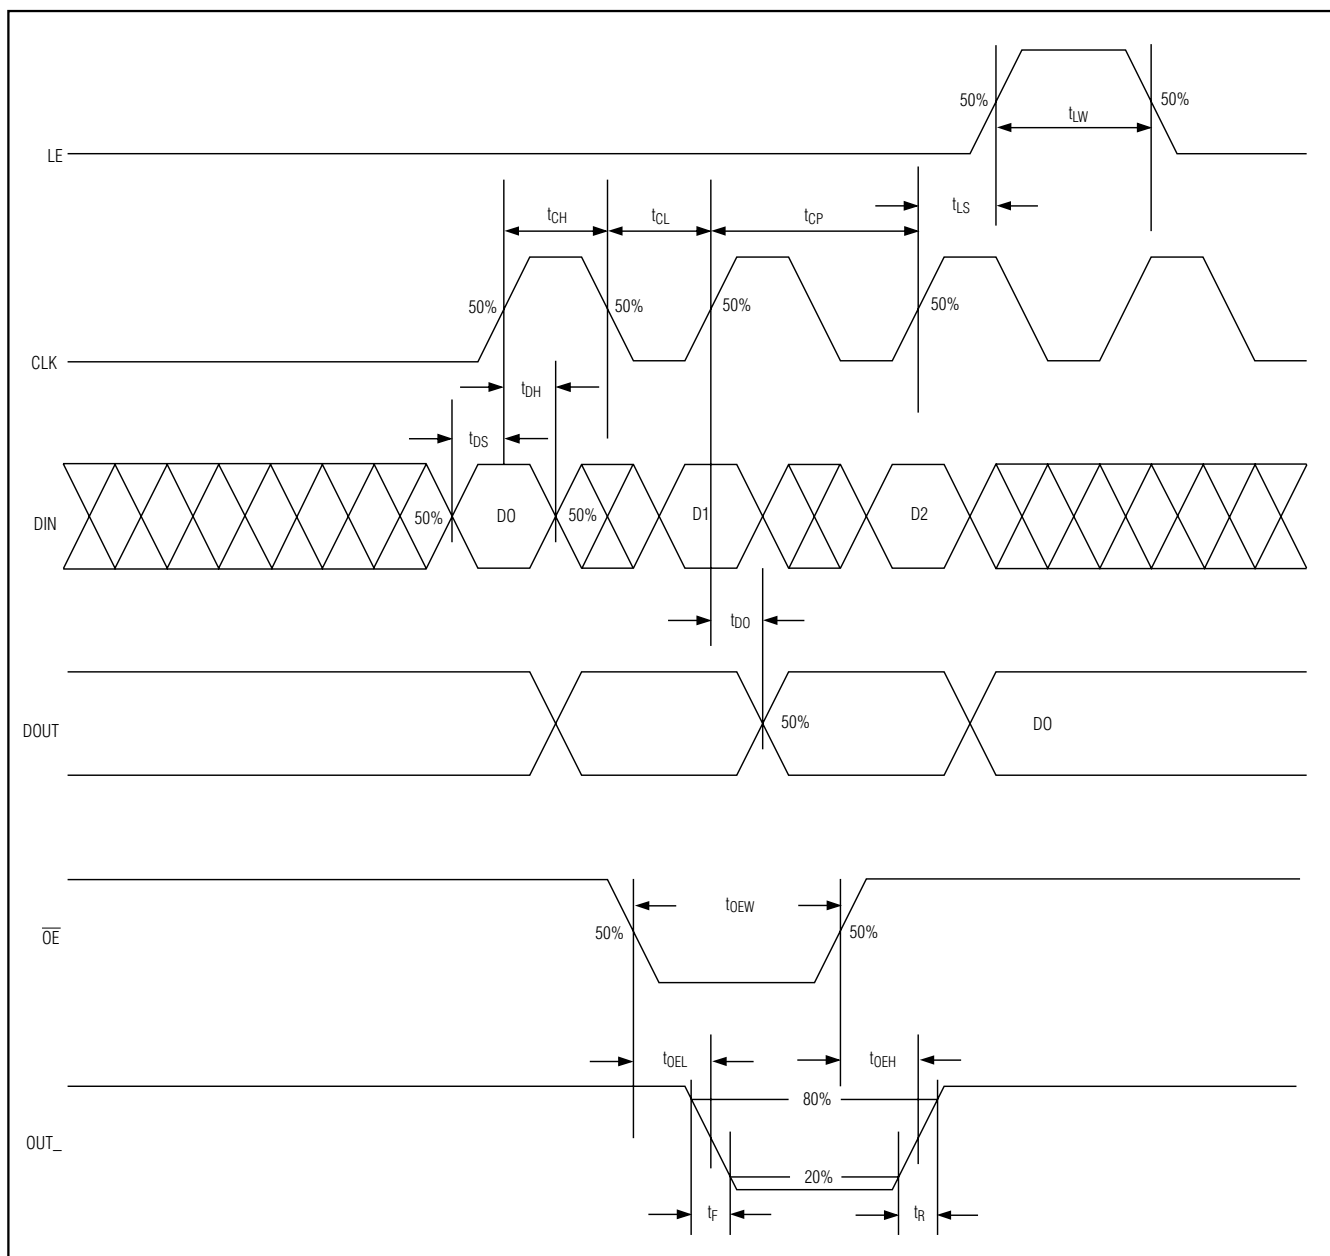 50%
50%
tLW
LE
tCH
tCL
tCP
tLS
50%
50%
50%
50%
CLK
tDH
tDS
DIN
50%
D0
50%
D1
D2
tDO
DOUT
50%
D0
tOEW
OE
50%
50%
tOEL
tOEH
80%
OUT_
20%
tF
tR